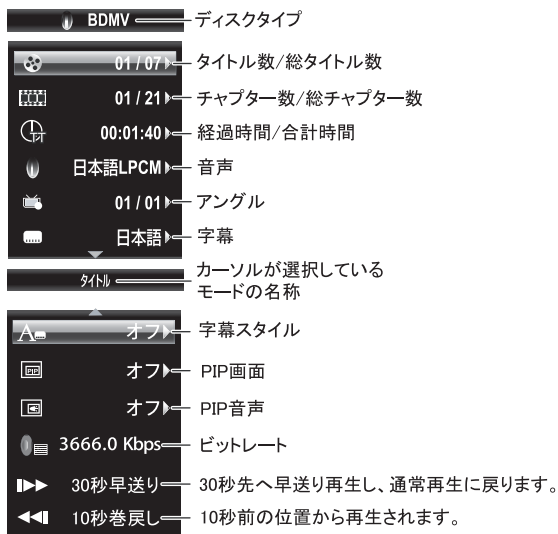 BDMV ディスクタイプ
01 / 07 タイトル数/総タイトル数
01 / 21 チャプター数/総チャプター数
00:01:40 経過時間/合計時間
日本語LPCM 音声
01 / 01 アングル
日本語 字幕
タイトル カーソルが選択している
モードの名称
A オフ 字幕スタイル
PIP オフ PIP画面
オフ PIP音声
3666.0 Kbps ビットレート
30秒早送り 30秒先へ早送り再生し、通常再生に戻ります。
10秒巻戻し 10秒前の位置から再生されます。